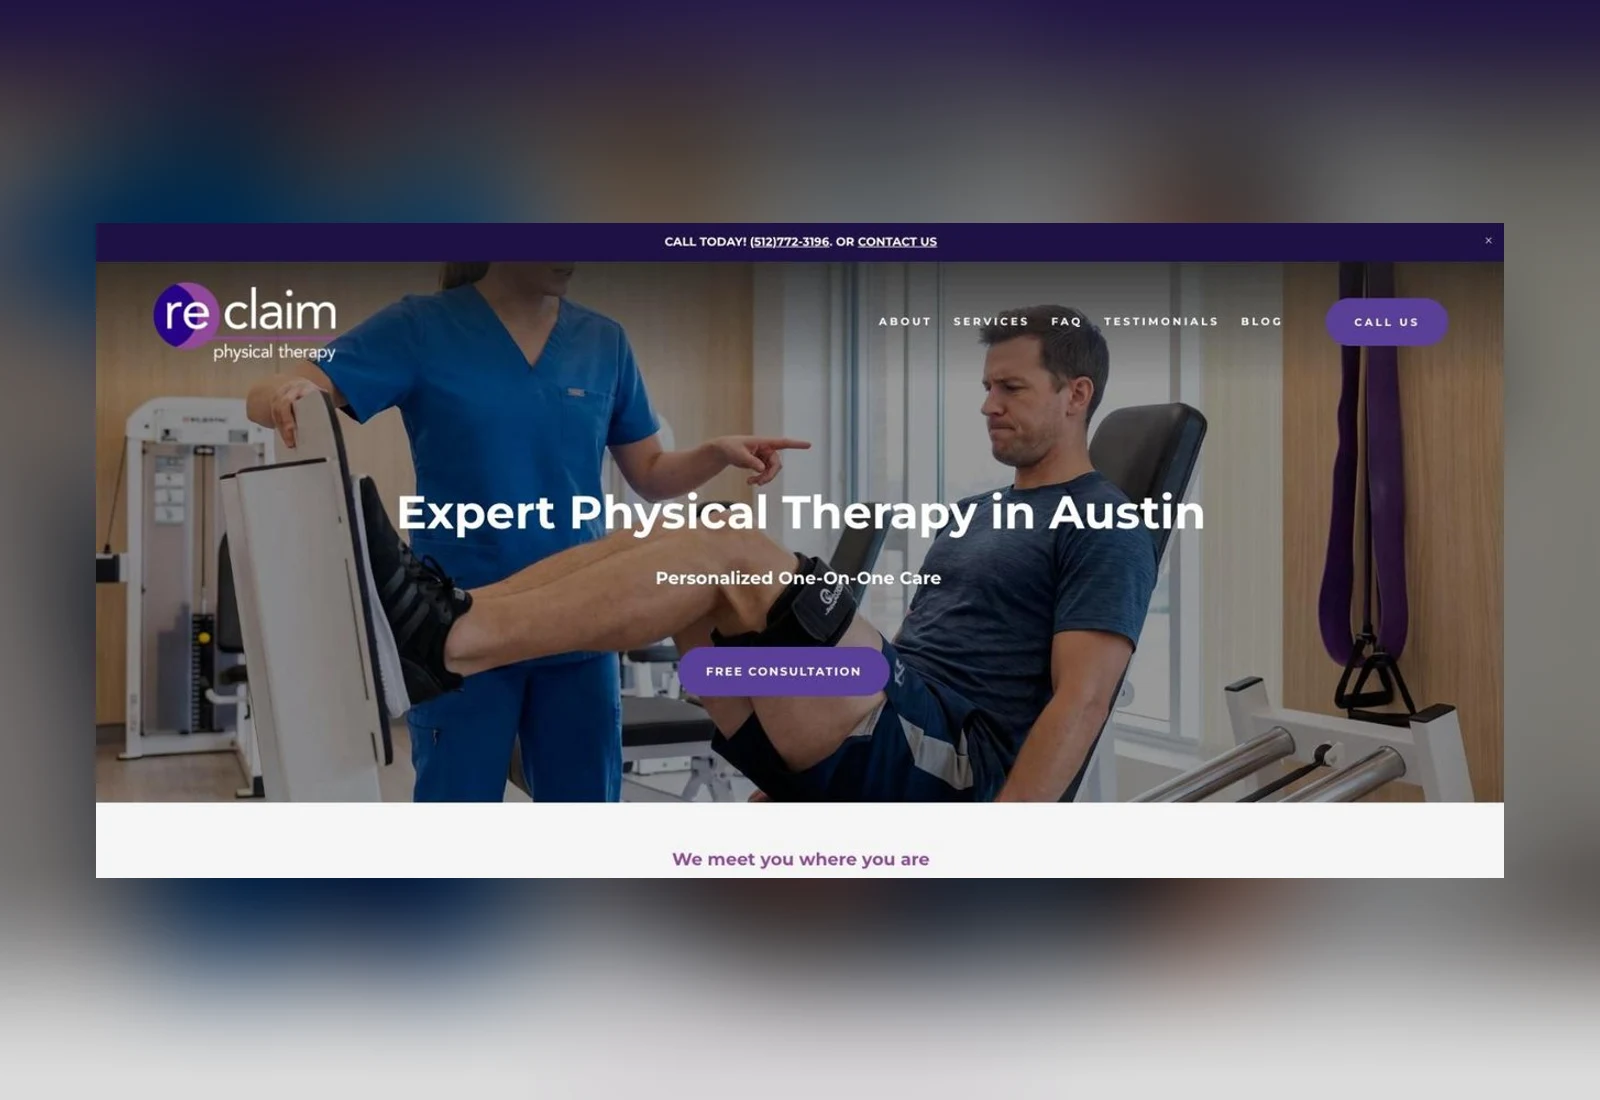 CALL TODAY! (512)772-3196. OR CONTACT US
×
re claim
physical therapy
ABOUT SERVICES FAQ TESTIMONIALS BLOG
CALL US
Expert Physical Therapy in Austin
Personalized One-On-One Care
FREE CONSULTATION
We meet you where you are